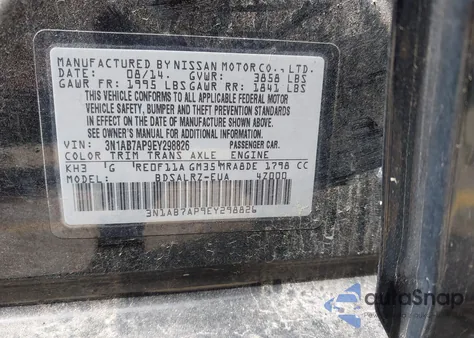 MANUFACTURED BY NISSAN MOTOR CO., LTD.
DATE: 08/14. GVWR: 3858 LBS
GAWR FR: 1995 LBS GAWR RR: 1841 LBS
THIS VEHICLE CONFORMS TO ALL APPLICABLE FEDERAL MOTOR
VEHICLE SAFETY, BUMPER AND THEFT PREVENTION STANDARDS
IN EFFECT ON THE DATE OF MANUFACTURE SHOWN ABOVE.
SEE OWNER'S MANUAL FOR ADDITIONAL INFORMATION.
VIN: 3N1AB7AP9EY298826 PASSENGER CAR.
COLOR TRIM TRANS AXLE ENGINE
KH3 G RE0F11A GM35 MRA8DE 1798 CC
MODEL: BDSALRZ-EUA 4Z000
3N1AB7AP9EY298826
autoSnap